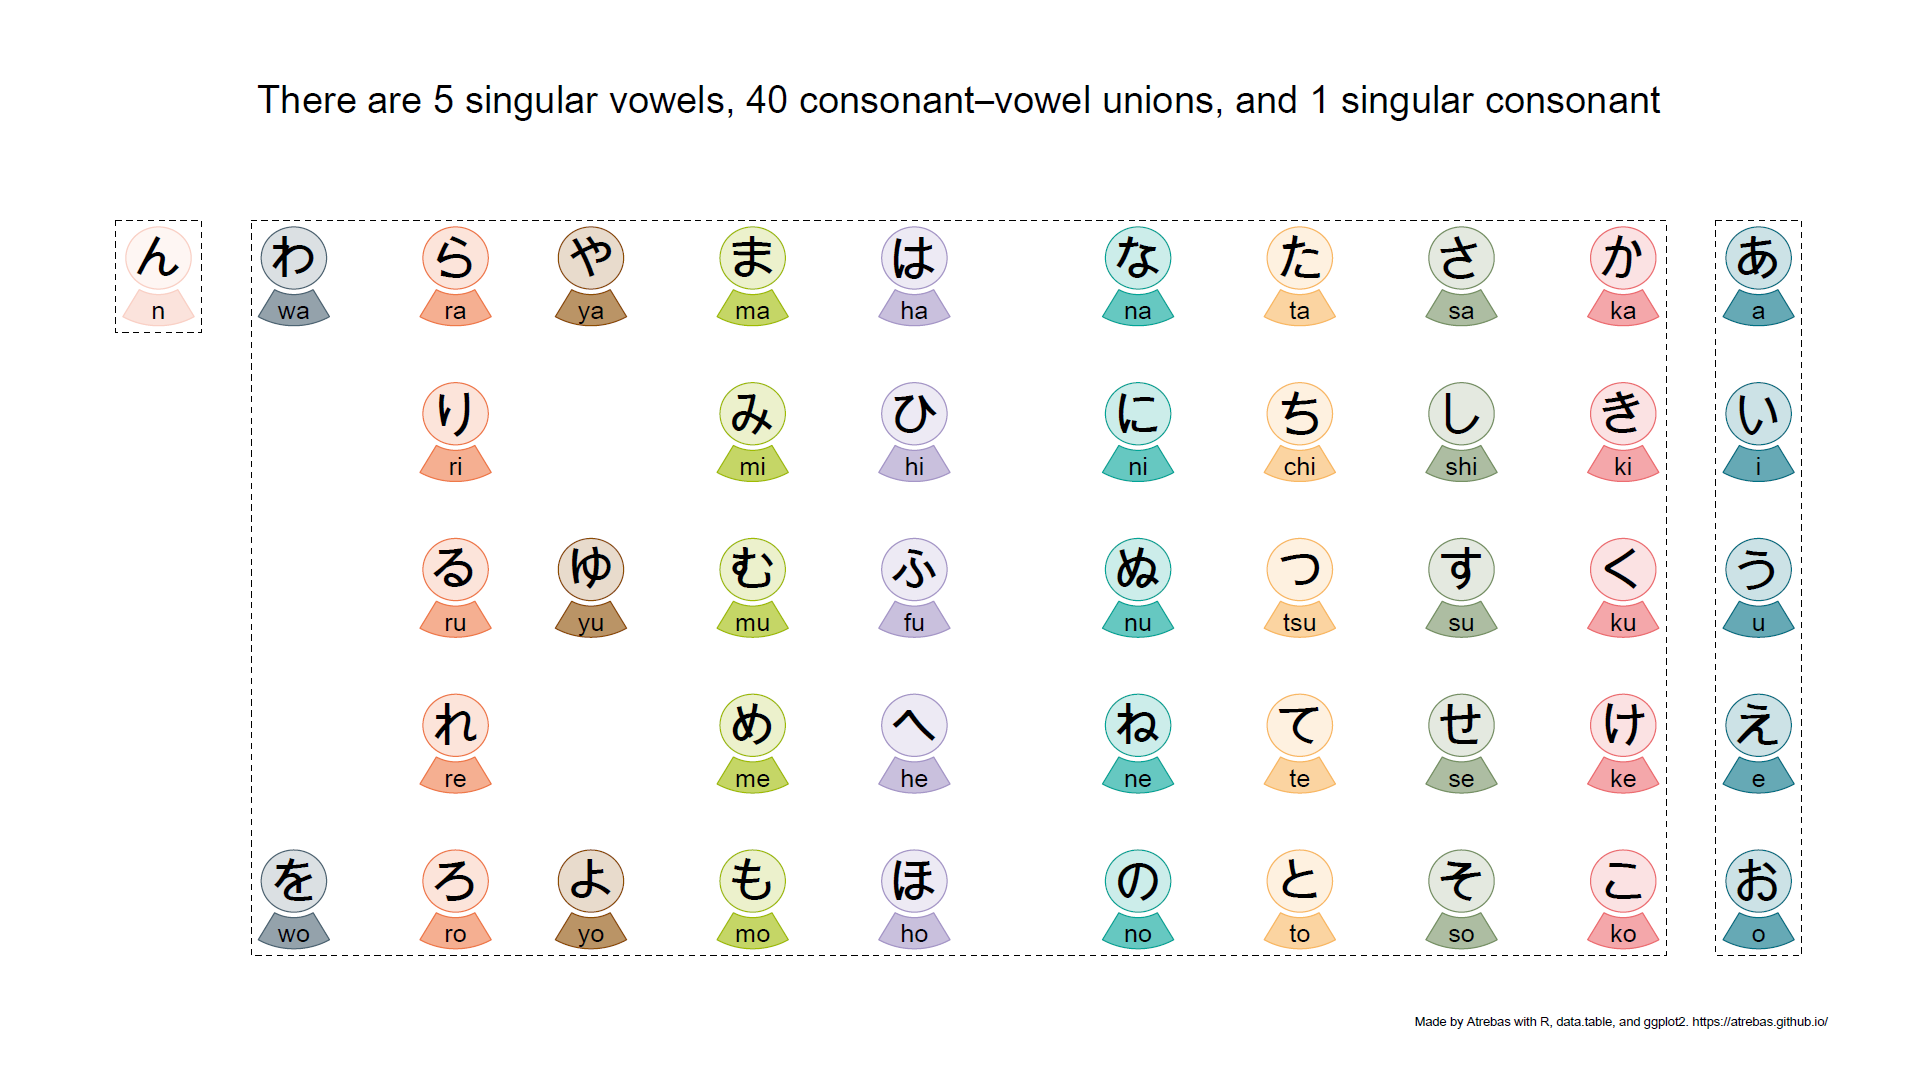 There are 5 singular vowels, 40 consonant–vowel unions, and 1 singular consonant
ん わ ら や ま は な た さ か あ
n wa ra ya ma ha na ta sa ka a
り み ひ に ち し き い
ri mi hi ni chi shi ki i
る ゆ む ふ ぬ つ す く う
ru yu mu fu nu tsu su ku u
れ め へ ね て せ け え
re me he ne te se ke e
を ろ よ も ほ の と そ こ お
wo ro yo mo ho no to so ko o
Made by Atrebas with R, data.table, and ggplot2. https://atrebas.github.io/